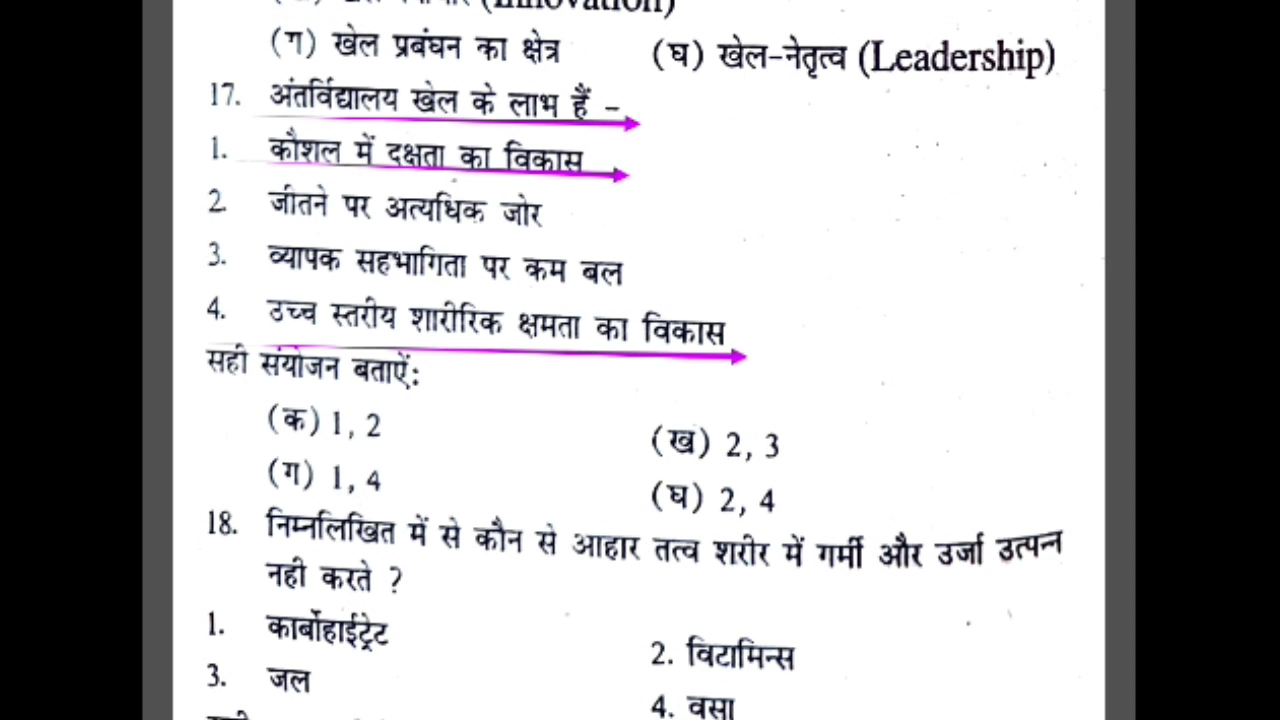 (Innovation)
(ग) खेल प्रबंघन का क्षेत्र (घ) खेल-नेतृत्व (Leadership)
17. अंतर्विद्यालय खेल के लाभ हैं -
1. कौशल में दक्षता का विकास
2 जीतने पर अत्यधिक जोर
3. व्यापक सहभागिता पर कम बल
4. उच्च स्तरीय शारीरिक क्षमता का विकास
सही संयोजन बताऐं:
(क) 1, 2 (ख) 2, 3
(ग) 1, 4 (घ) 2, 4
18. निम्नलिखित में से कौन से आहार तत्व शरीर में गर्मी और उर्जा उत्पन्न
नही करते ?
1. कार्बोहाईट्रेट 2. विटामिन्स
3. जल 4. वसा